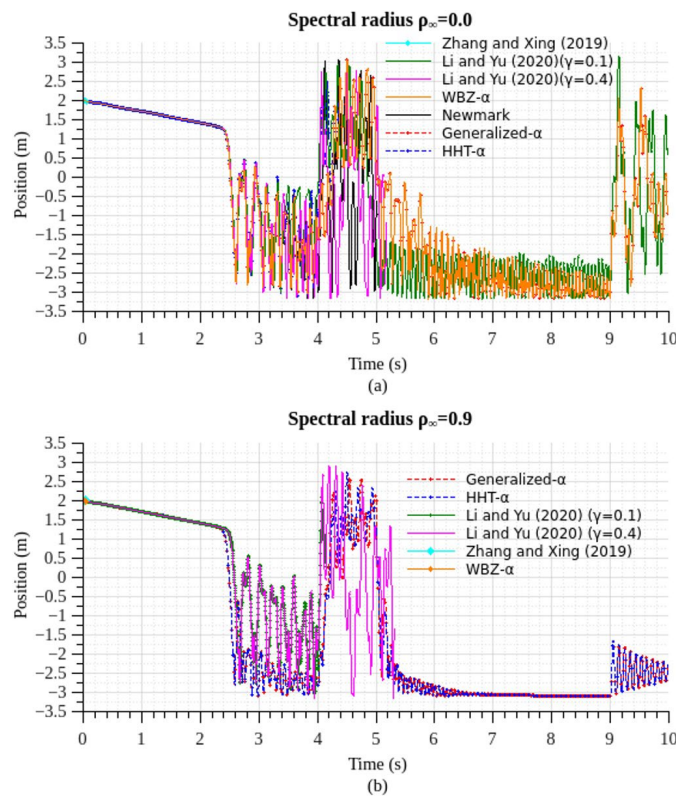 Spectral radius ρ∞=0.0
3.5
3
2.5
2
1.5
1
0.5
0
−0.5
−1
−1.5
−2
−2.5
−3
−3.5
Position (m)
Zhang and Xing (2019)
Li and Yu (2020)(γ=0.1)
Li and Yu (2020)(γ=0.4)
WBZ-α
Newmark
Generalized-α
HHT-α
0 1 2 3 4 5 6 7 8 9 10
Time (s)
(a)
Spectral radius ρ∞=0.9
3.5
3
2.5
2
1.5
1
0.5
0
−0.5
−1
−1.5
−2
−2.5
−3
−3.5
Position (m)
Generalized-α
HHT-α
Li and Yu (2020) (γ=0.1)
Li and Yu (2020) (γ=0.4)
Zhang and Xing (2019)
WBZ-α
0 1 2 3 4 5 6 7 8 9 10
Time (s)
(b)